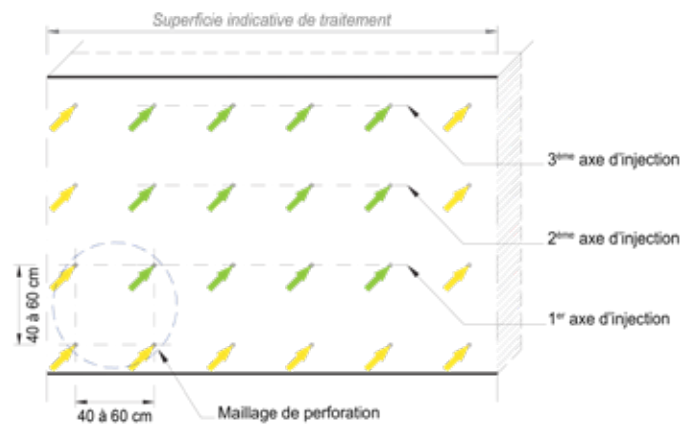 Superficie indicative de traitement
3ème axe d'injection
2ème axe d'injection
40 à 60 cm
1er axe d'injection
40 à 60 cm
Maillage de perforation